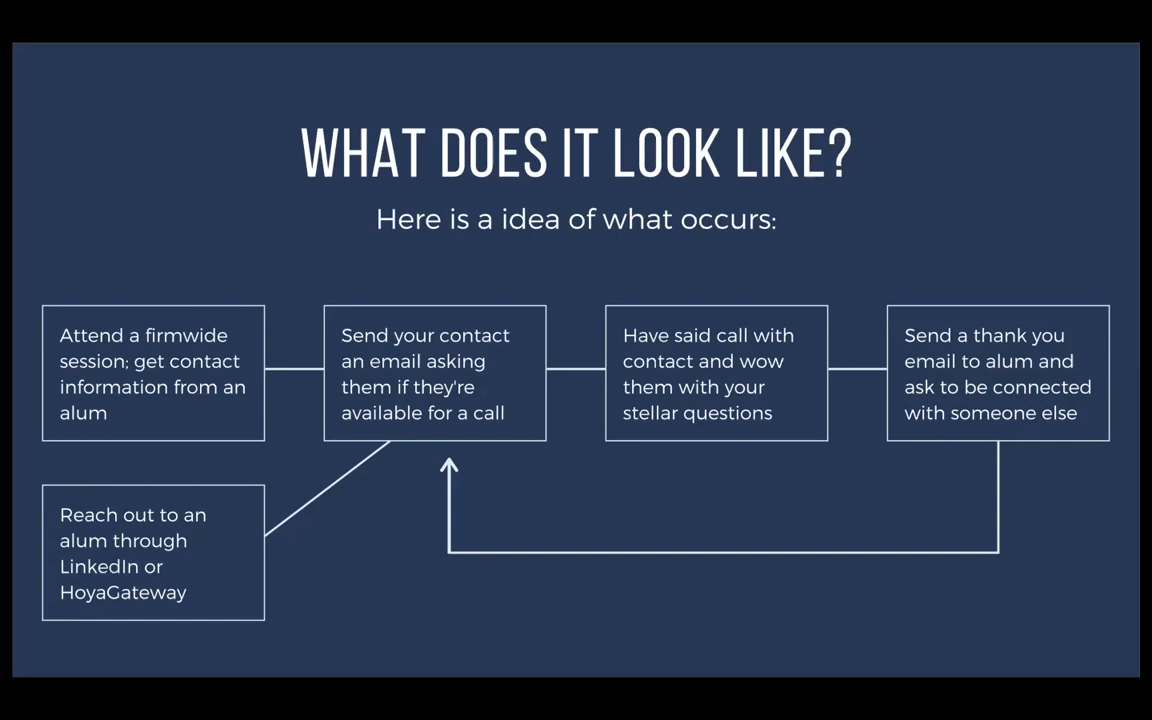 WHAT DOES IT LOOK LIKE?
Here is a idea of what occurs:
Attend a firmwide
session; get contact
information from an
alum
Send your contact
an email asking
them if they're
available for a call
Have said call with
contact and wow
them with your
stellar questions
Send a thank you
email to alum and
ask to be connected
with someone else
Reach out to an
alum through
LinkedIn or
HoyaGateway